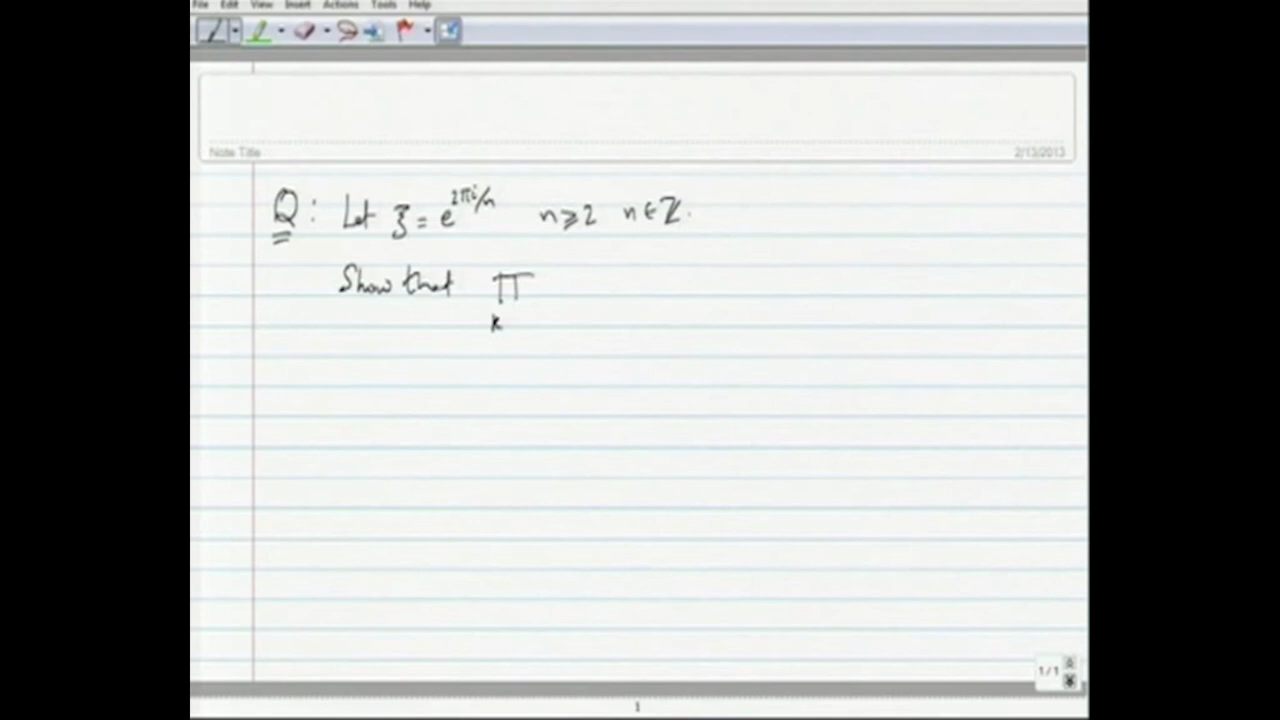 File Edit View Insert Actions Tools Help
Note Title
2/13/2013
Q: Let ξ = e^{2πi/n} n ≥ 2 n ∈ ℤ.
Show that ∏
k
1/1
1